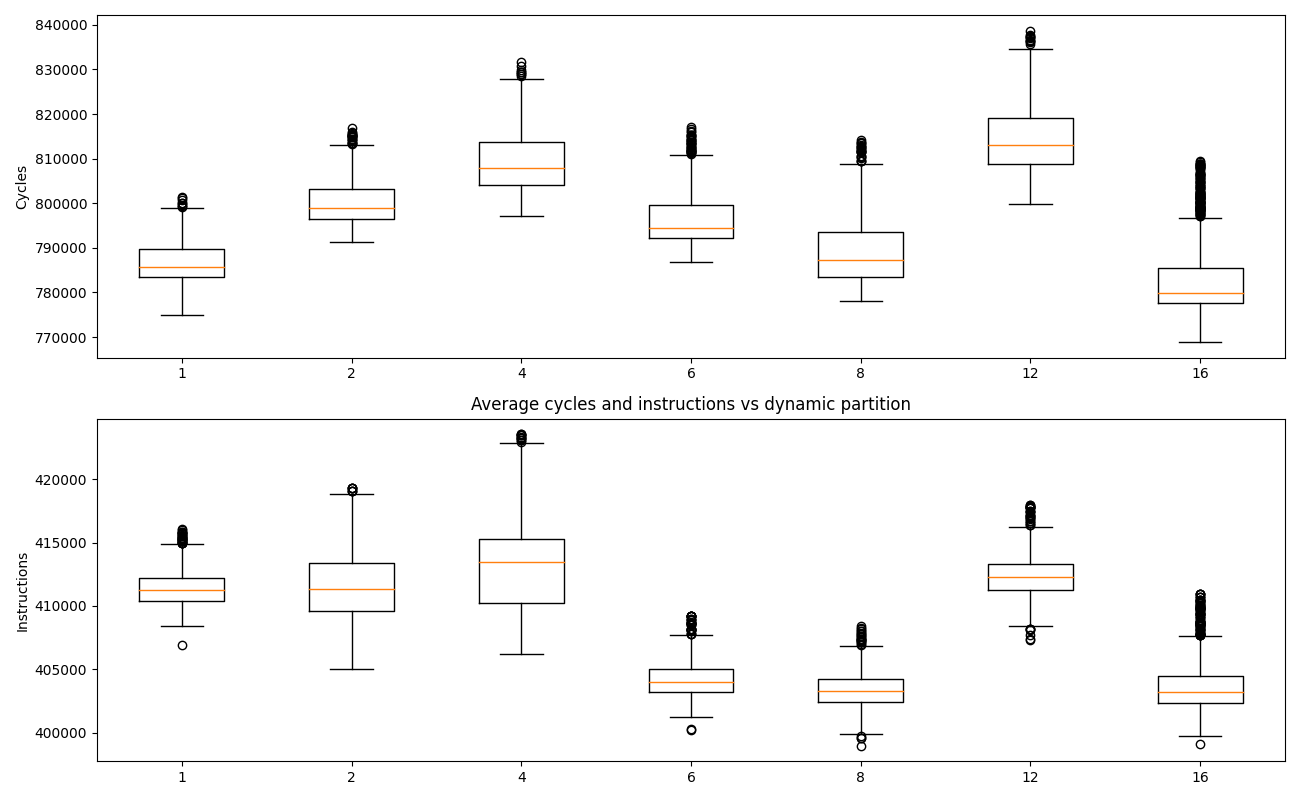 840000
830000
820000
810000
800000
790000
780000
770000
Cycles
1 2 4 6 8 12 16
Average cycles and instructions vs dynamic partition
420000
415000
410000
405000
400000
Instructions
1 2 4 6 8 12 16